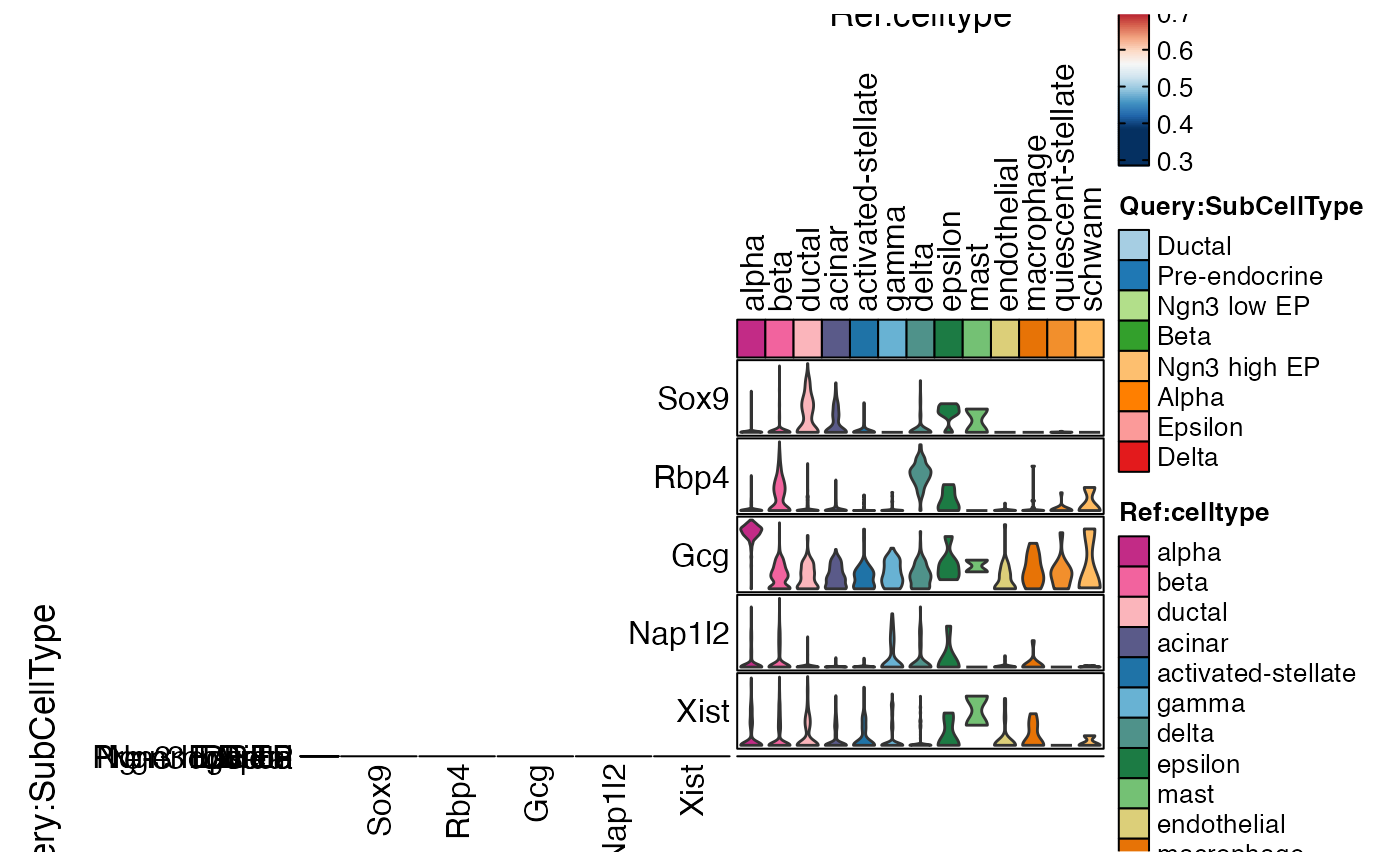 Ref:celltype
alpha
beta
ductal
acinar
activated-stellate
gamma
delta
epsilon
mast
endothelial
macrophage
quiescent-stellate
schwann
Sox9
Rbp4
Gcg
Nap1l2
Xist
Sox9
Rbp4
Gcg
Nap1l2
Xist
ery:SubCellType
0.7
0.6
0.5
0.4
0.3
Query:SubCellType
Ductal
Pre-endocrine
Ngn3 low EP
Beta
Ngn3 high EP
Alpha
Epsilon
Delta
Ref:celltype
alpha
beta
ductal
acinar
activated-stellate
gamma
delta
epsilon
mast
endothelial
macrophage